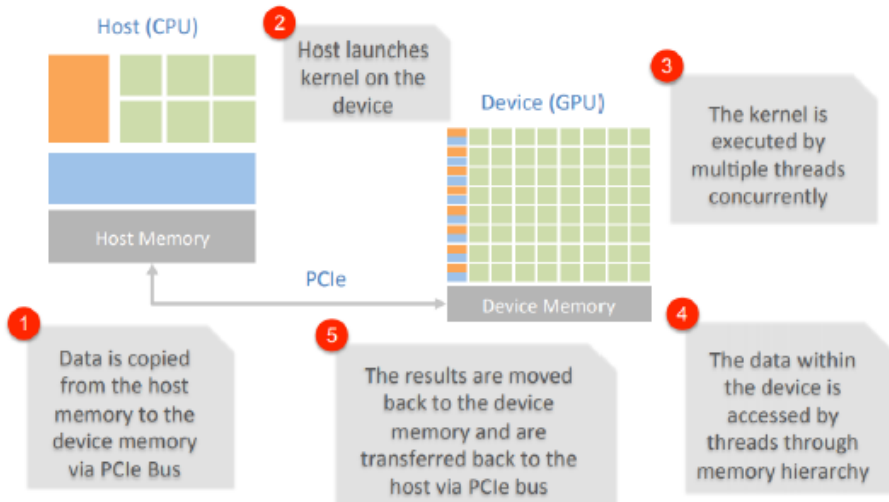 Host (CPU)
2
Host launches
kernel on the
device
Device (GPU)
3
The kernel is
executed by
multiple threads
concurrently
Host Memory
PCIe
Device Memory
1
Data is copied
from the host
memory to the
device memory
via PCIe Bus
5
The results are moved
back to the device
memory and are
transferred back to the
host via PCIe bus
4
The data within
the device is
accessed by
threads through
memory hierarchy